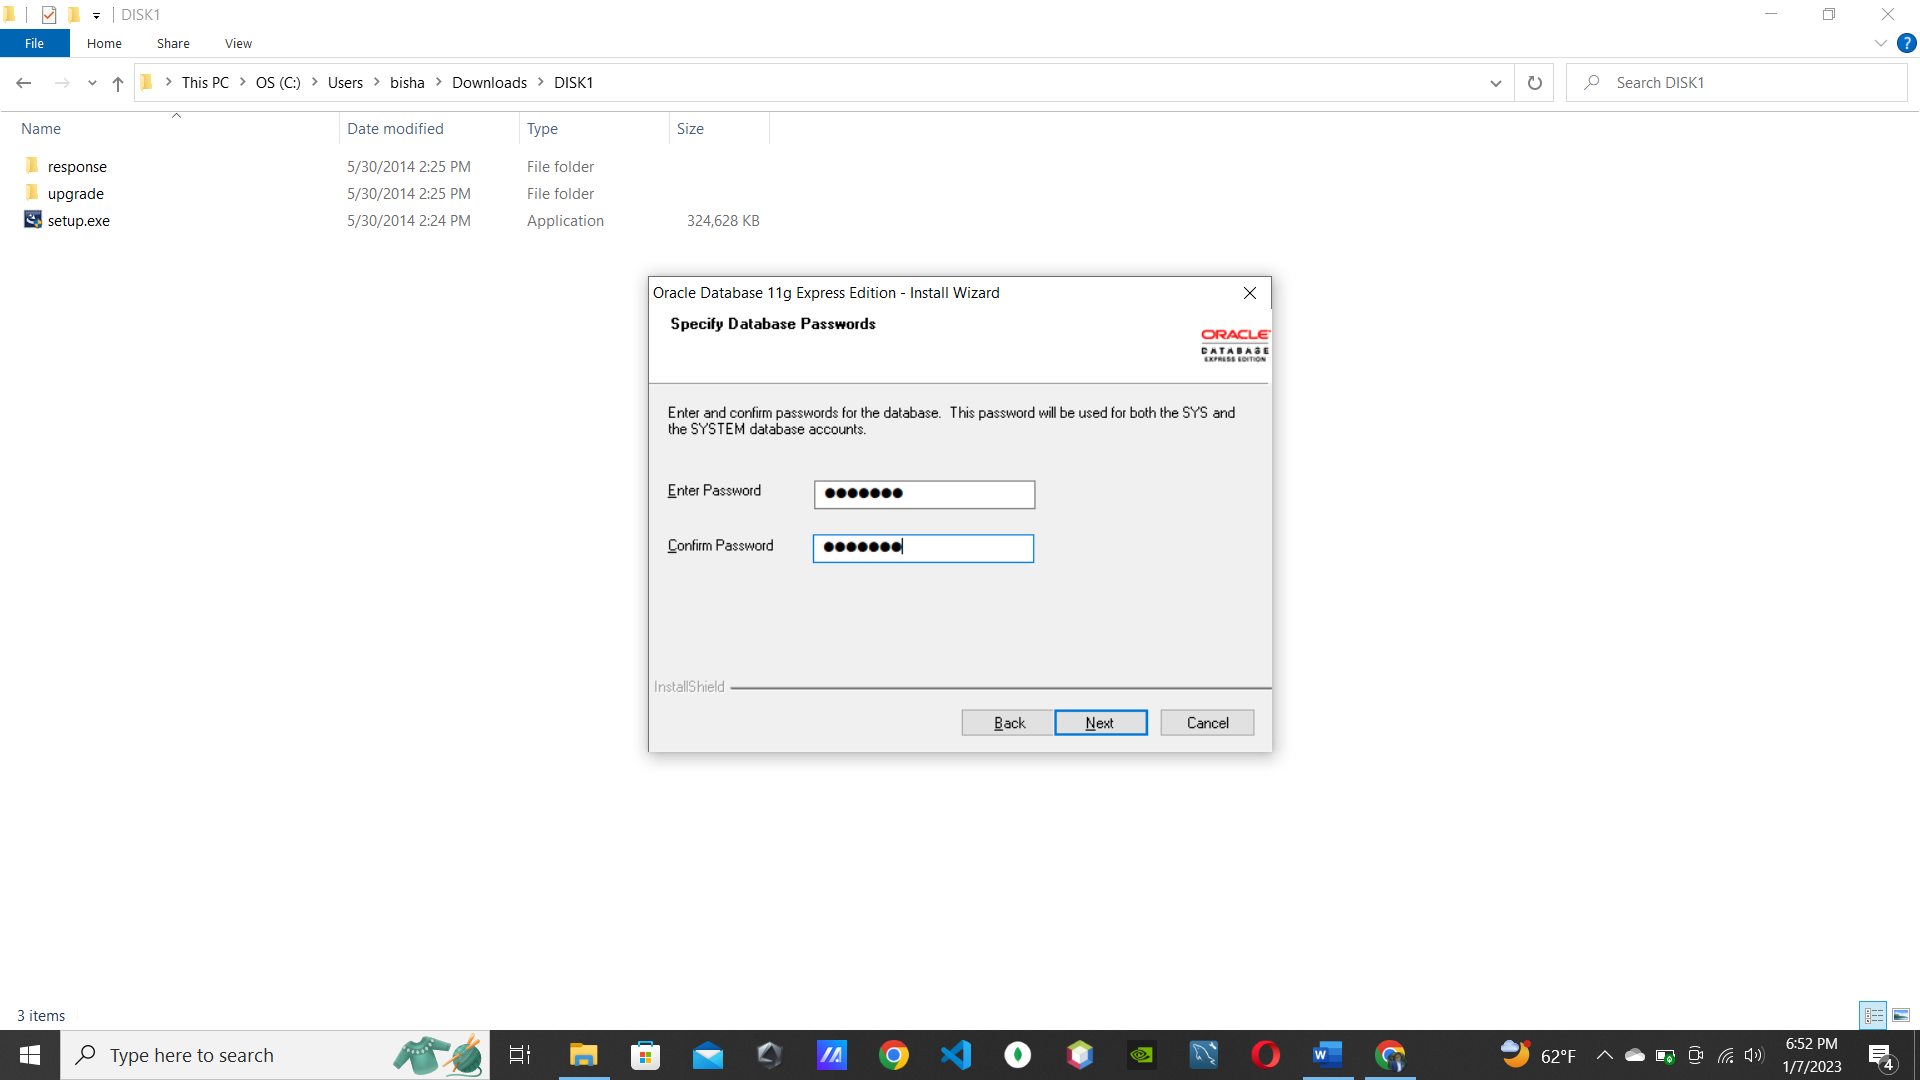 DISK1
File Home Share View
This PC OS (C:) Users bisha Downloads DISK1
Search DISK1
Name Date modified Type Size
response 5/30/2014 2:25 PM File folder
upgrade 5/30/2014 2:25 PM File folder
setup.exe 5/30/2014 2:24 PM Application 324,628 KB
Oracle Database 11g Express Edition - Install Wizard
Specify Database Passwords
ORACLE
DATABASE
EXPRESS EDITION
Enter and confirm passwords for the database. This password will be used for both the SYS and
the SYSTEM database accounts.
Enter Password
Confirm Password
InstallShield
Back Next Cancel
3 items
Type here to search
62°F
6:52 PM
1/7/2023
4